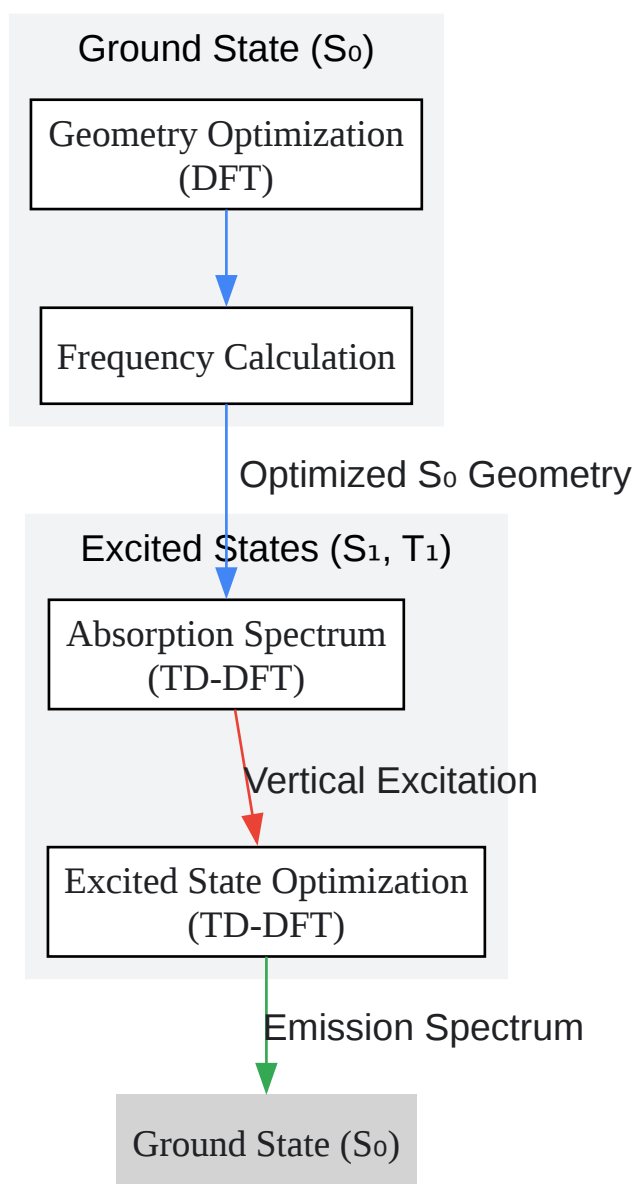 Ground State (S₀)
Geometry Optimization
(DFT)
Frequency Calculation
Optimized S₀ Geometry
Excited States (S₁, T₁)
Absorption Spectrum
(TD-DFT)
Vertical Excitation
Excited State Optimization
(TD-DFT)
Emission Spectrum
Ground State (S₀)